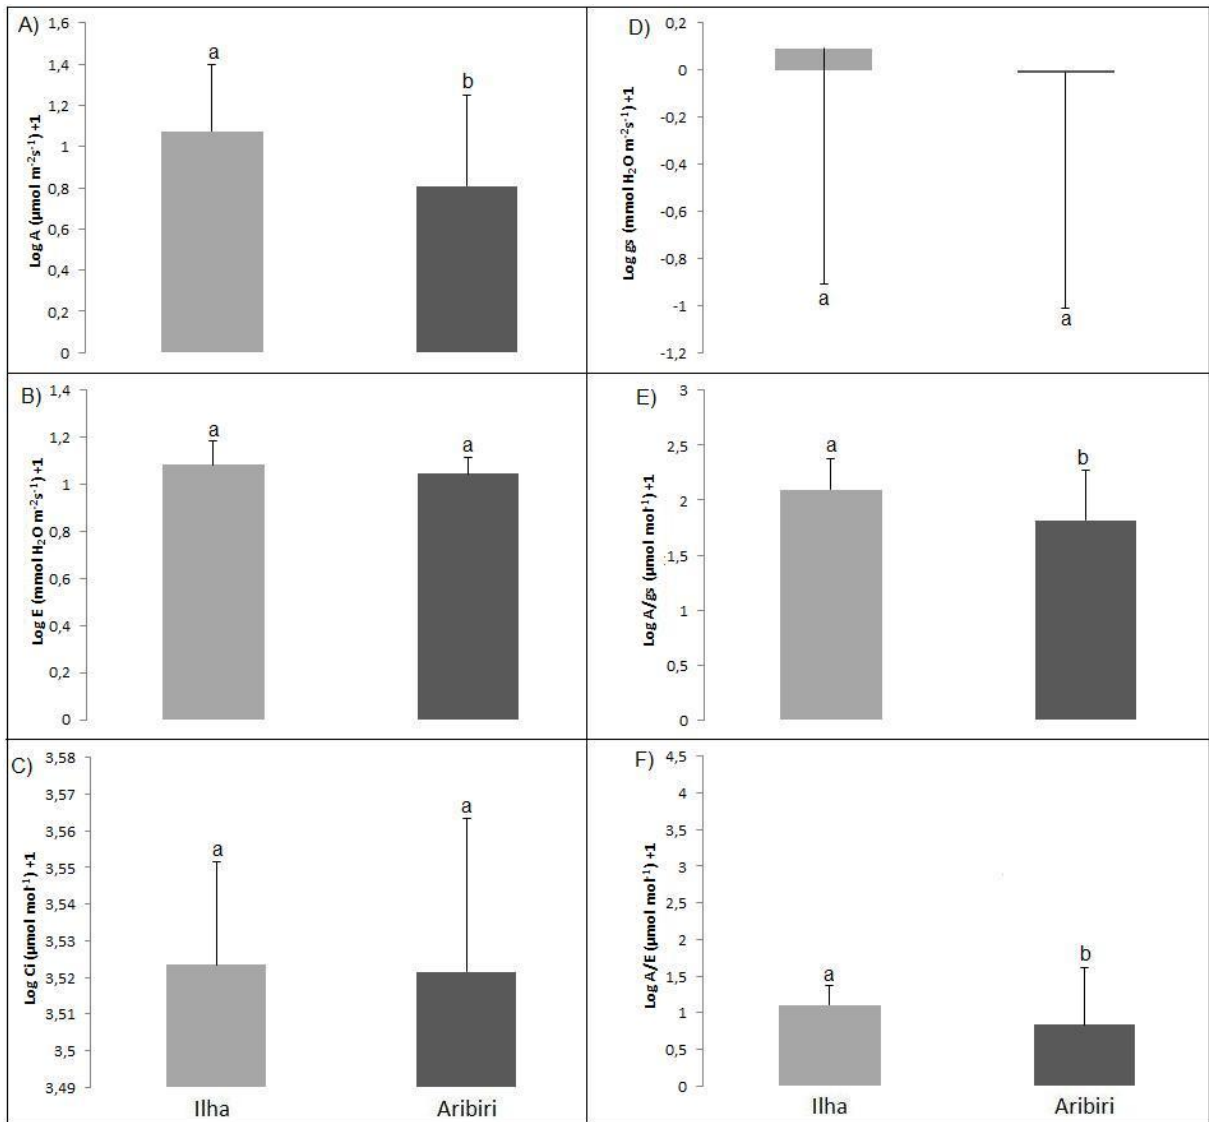 A)
Log A (µmol m⁻²s⁻¹) +1
1,6
1,4
1,2
1
0,8
0,6
0,4
0,2
0
a
b
B)
Log E (mmol H₂O m⁻²s⁻¹) +1
1,4
1,2
1
0,8
0,6
0,4
0,2
0
a
a
C)
Log Ci (µmol mol⁻¹) +1
3,58
3,57
3,56
3,55
3,54
3,53
3,52
3,51
3,5
3,49
a
a
Ilha
Aribiri
D)
Log gs (mmol H₂O m⁻²s⁻¹) +1
0,2
0
-0,2
-0,4
-0,6
-0,8
-1
-1,2
a
a
E)
Log A/gs (µmol mol⁻¹) +1
3
2,5
2
1,5
1
0,5
0
a
b
F)
Log A/E (µmol mol⁻¹) +1
4,5
4
3,5
3
2,5
2
1,5
1
0,5
0
a
b
Ilha
Aribiri